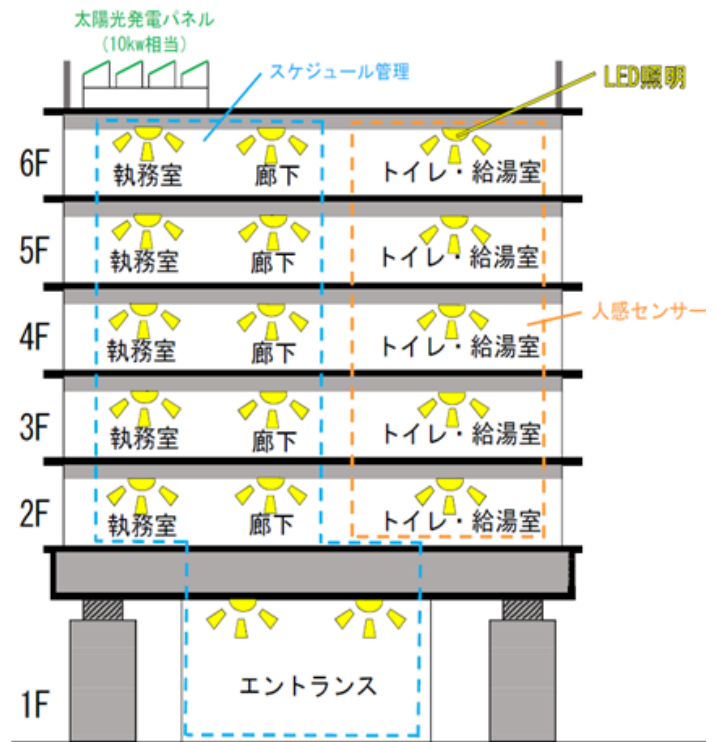 太陽光発電パネル
（10kw相当）
スケジュール管理
LED照明
6F
執務室
廊下
トイレ・給湯室
5F
執務室
廊下
トイレ・給湯室
人感センサー
4F
執務室
廊下
トイレ・給湯室
3F
執務室
廊下
トイレ・給湯室
2F
執務室
廊下
トイレ・給湯室
エントランス
1F